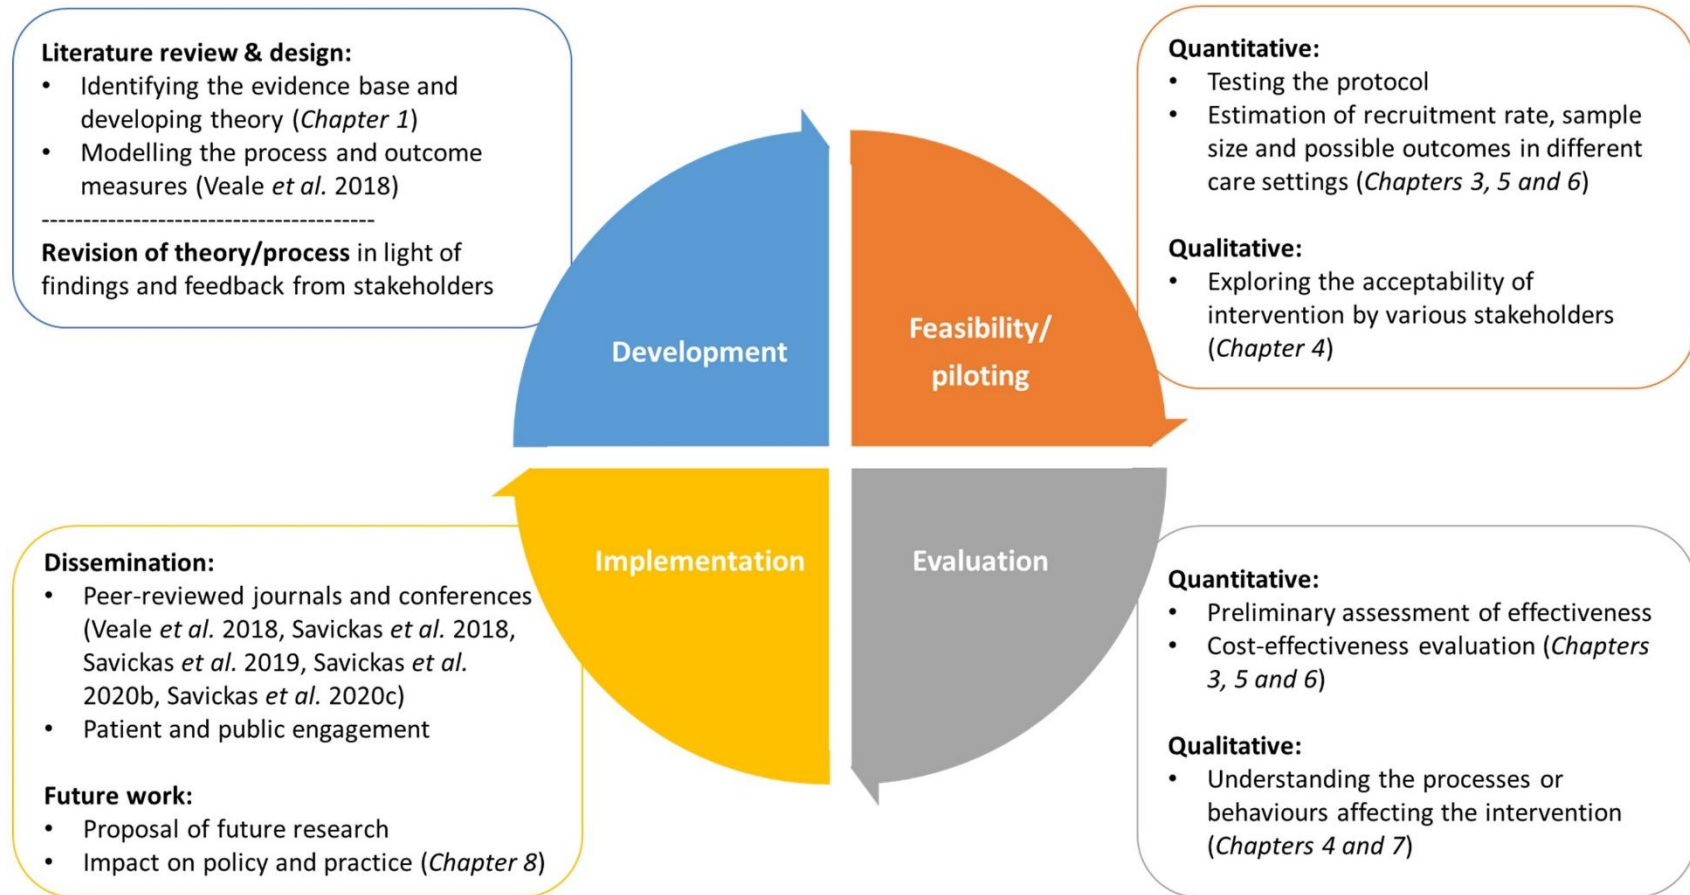 Literature review & design:
• Identifying the evidence base and
developing theory (Chapter 1)
• Modelling the process and outcome
measures (Veale et al. 2018)
----------------------------------------
Revision of theory/process in light of
findings and feedback from stakeholders
Quantitative:
• Testing the protocol
• Estimation of recruitment rate, sample
size and possible outcomes in different
care settings (Chapters 3, 5 and 6)
Qualitative:
• Exploring the acceptability of
intervention by various stakeholders
(Chapter 4)
Development
Feasibility/
piloting
Implementation
Evaluation
Dissemination:
• Peer-reviewed journals and conferences
(Veale et al. 2018, Savickas et al. 2018,
Savickas et al. 2019, Savickas et al.
2020b, Savickas et al. 2020c)
• Patient and public engagement
Future work:
• Proposal of future research
• Impact on policy and practice (Chapter 8)
Quantitative:
• Preliminary assessment of effectiveness
• Cost-effectiveness evaluation (Chapters
3, 5 and 6)
Qualitative:
• Understanding the processes or
behaviours affecting the intervention
(Chapters 4 and 7)